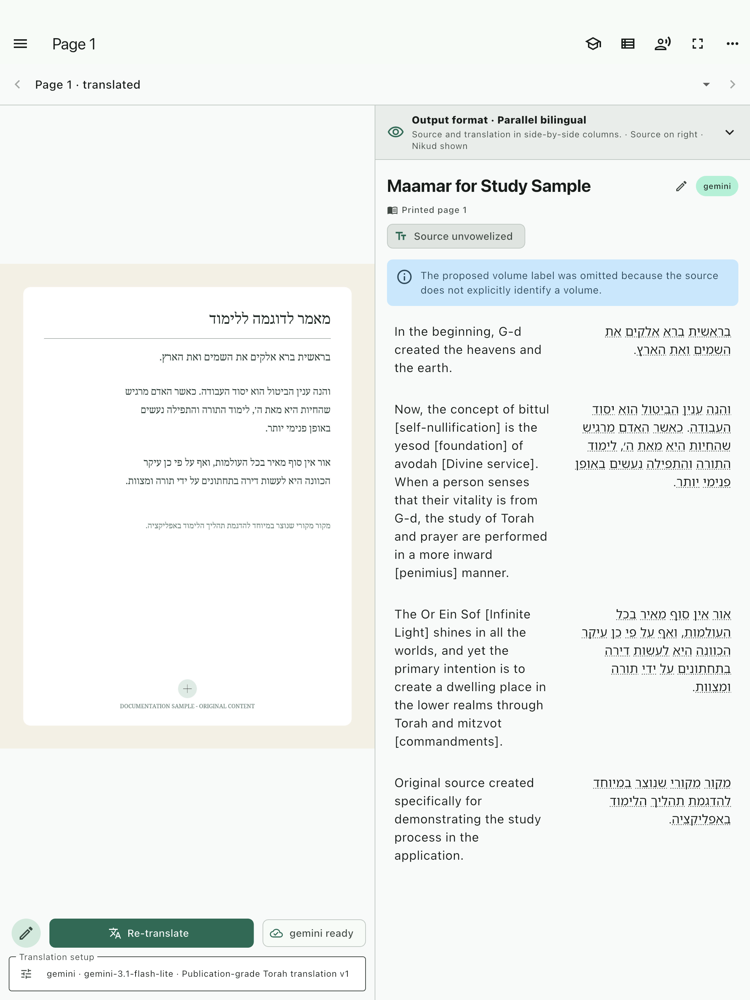 Page 1
Page 1 · translated
מאמר לדוגמה ללימוד
בראשית ברא אלקים את השמים ואת הארץ.
והנה ענין הביטול הוא יסוד העבודה. כאשר האדם מרגיש
שהחיות היא מאת ה׳, לימוד התורה והתפילה נעשים
באופן פנימי יותר.
אור אין סוף מאיר בכל העולמות, ואף על פי כן עיקר
הכוונה היא לעשות דירה בתחתונים על ידי תורה ומצוות.
מקור מקורי שנוצר במיוחד להדגמת תהליך הלימוד באפליקציה.
DOCUMENTATION SAMPLE - ORIGINAL CONTENT
Re-translate
gemini ready
Translation setup
gemini · gemini-3.1-flash-lite · Publication-grade Torah translation v1
Output format · Parallel bilingual
Source and translation in side-by-side columns. · Source on right ·
Nikud shown
Maamar for Study Sample
gemini
Printed page 1
Source unvowelized
The proposed volume label was omitted because the source
does not explicitly identify a volume.
In the beginning, G-d
created the heavens and
the earth.
בראשית ברא אלקים את
השמים ואת הארץ.
Now, the concept of bittul
[self-nullification] is the
yesod [foundation] of
avodah [Divine service].
When a person senses
that their vitality is from
G-d, the study of Torah
and prayer are performed
in a more inward
[penimius] manner.
והנה ענין הביטול הוא יסוד
העבודה. כאשר האדם מרגיש
שהחיות היא מאת ה׳, לימוד
התורה והתפילה נעשים באופן
פנימי יותר.
The Or Ein Sof [Infinite
Light] shines in all the
worlds, and yet the
primary intention is to
create a dwelling place in
the lower realms through
Torah and mitzvot
[commandments].
אור אין סוף מאיר בכל
העולמות, ואף על פי כן עיקר
הכוונה היא לעשות דירה
בתחתונים על ידי תורה
ומצוות.
Original source created
specifically for
demonstrating the study
process in the
application.
מקור מקורי שנוצר במיוחד
להדגמת תהליך הלימוד
באפליקציה.